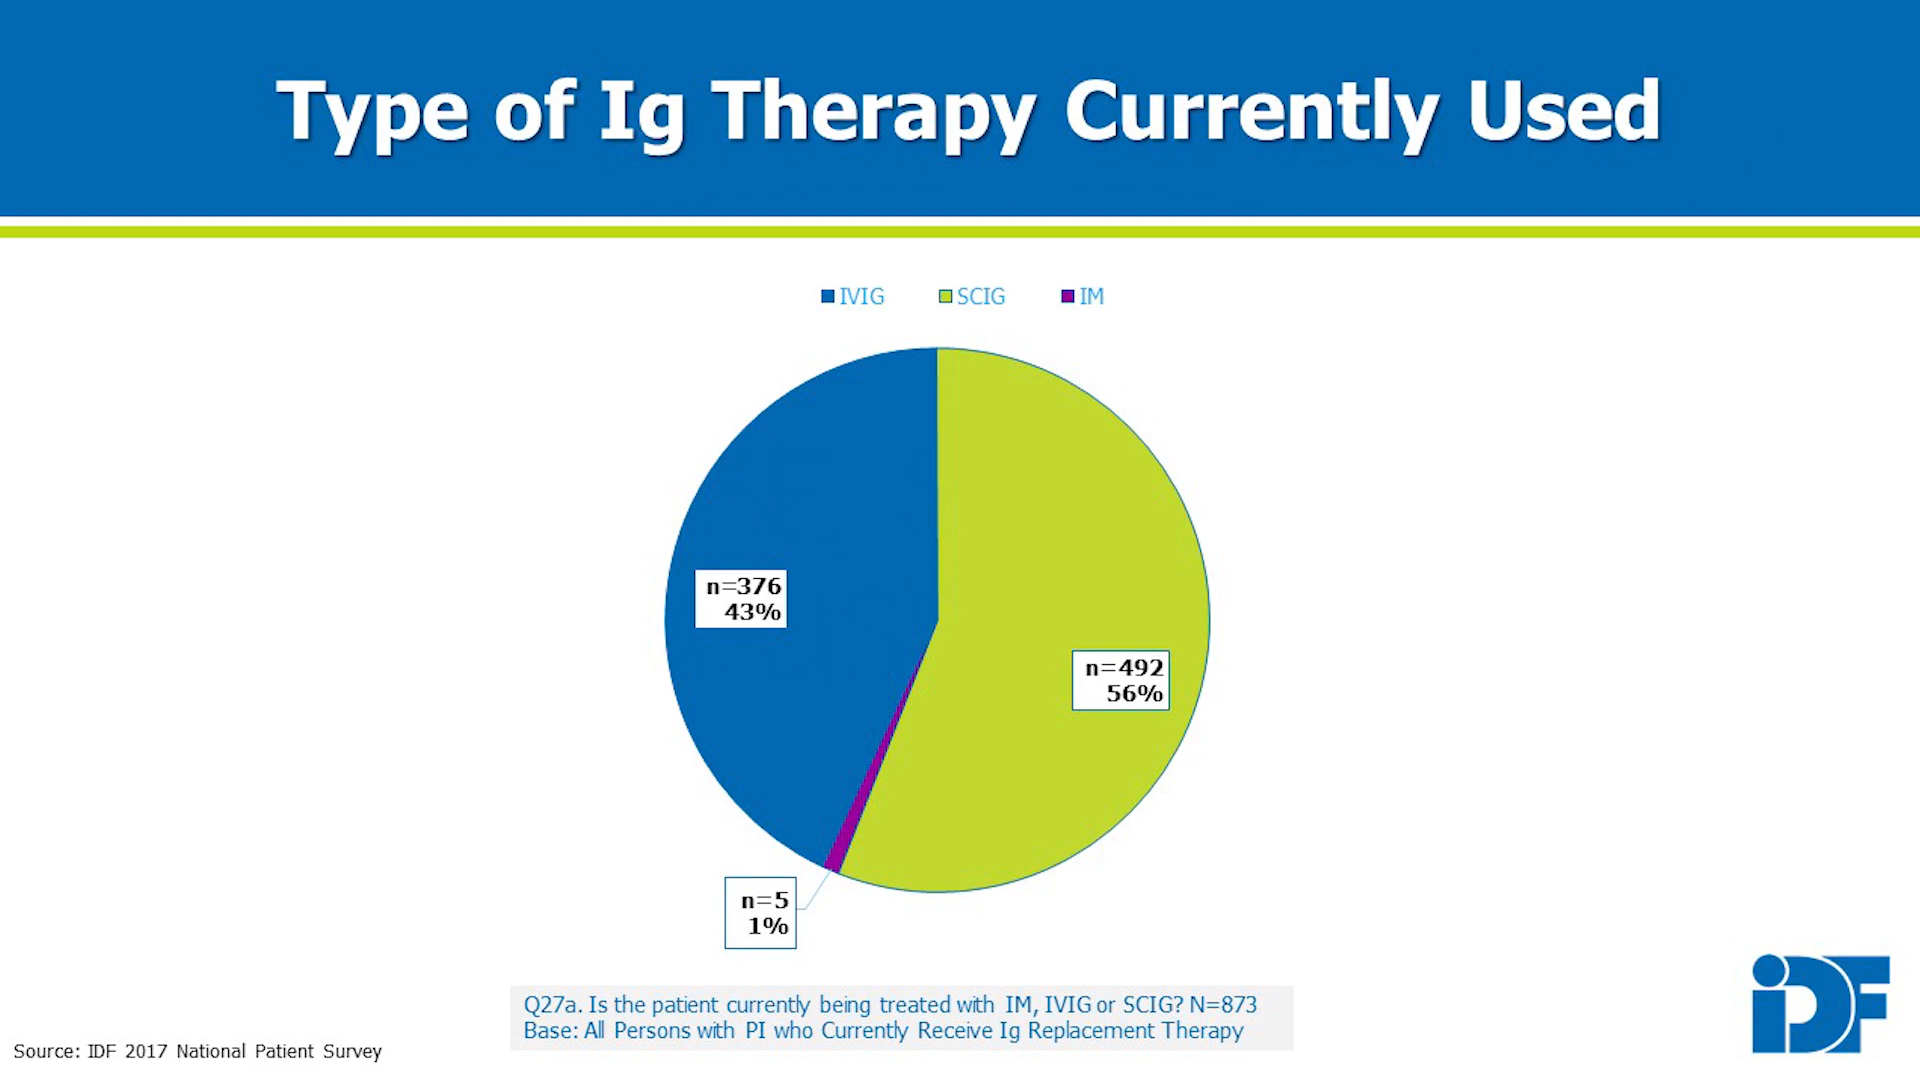 Type of Ig Therapy Currently Used
IVIG SCIG IM
n=376
43%
n=492
56%
n=5
1%
Q27a. Is the patient currently being treated with IM, IVIG or SCIG? N=873
Base: All Persons with PI who Currently Receive Ig Replacement Therapy
Source: IDF 2017 National Patient Survey
iDF